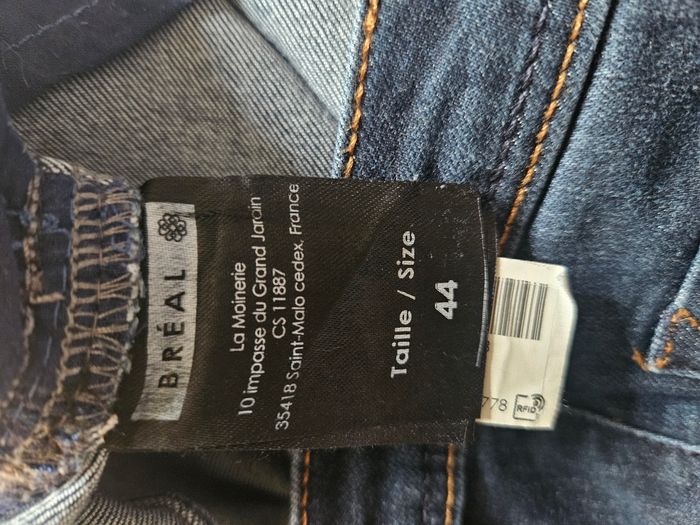 BRÉAL
La Moinerie
10 impasse du Grand Jardin
CS 11887
35418 Saint-Malo cedex, France
Taille / Size
44
778
RFID